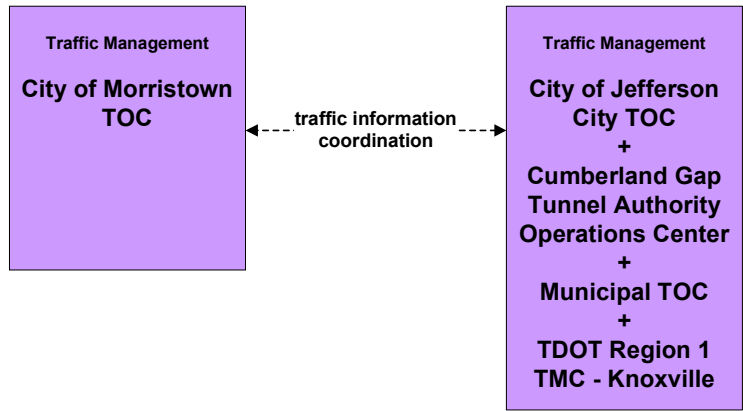 Traffic Management
City of Morristown
TOC
traffic information
coordination
Traffic Management
City of Jefferson
City TOC
+
Cumberland Gap
Tunnel Authority
Operations Center
+
Municipal TOC
+
TDOT Region 1
TMC - Knoxville